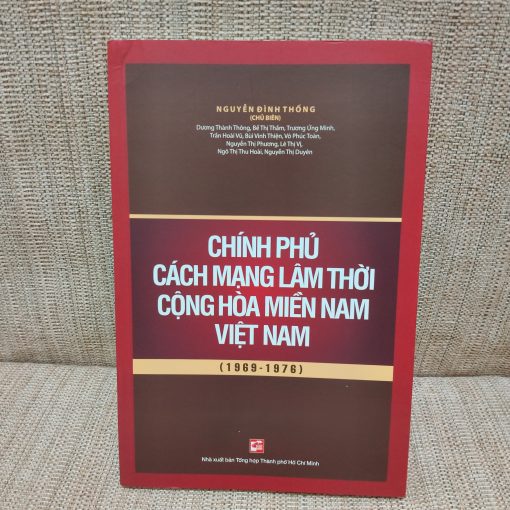 NGUYỄN ĐÌNH THỐNG
(CHỦ BIÊN)
Dương Thành Thông, Bế Thị Thắm, Trương Ứng Minh,
Trần Hoài Vũ, Bùi Vinh Thiện, Võ Phúc Toàn,
Nguyễn Thị Phương, Lê Thị Vị,
Ngô Thị Thu Hoài, Nguyễn Thị Duyên
CHÍNH PHỦ
CÁCH MẠNG LÂM THỜI
CỘNG HÒA MIỀN NAM
VIỆT NAM
(1969-1976)
Nhà xuất bản Tổng hợp Thành phố Hồ Chí Minh